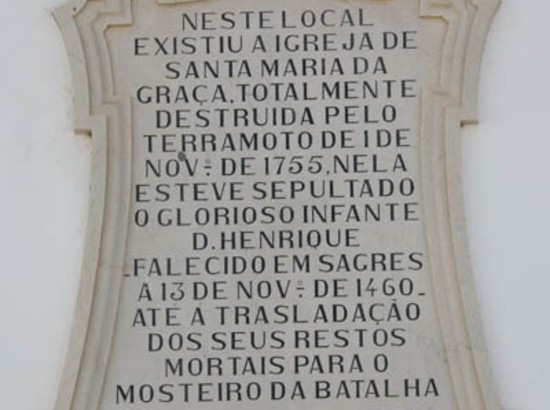 NESTE LOCAL
EXISTIU A IGREJA DE
SANTA MARIA DA
GRAÇA, TOTALMENTE
DESTRUIDA PELO
TERRAMOTO DE 1 DE
NOVº. DE 1755, NELA
ESTEVE SEPULTADO
O GLORIOSO INFANTE
D. HENRIQUE
-FALECIDO EM SAGRES
A 13 DE NOVº. DE 1460-
ATÉ Á TRASLADAÇÃO
DOS SEUS RESTOS
MORTAIS PARA O
MOSTEIRO DA BATALHA